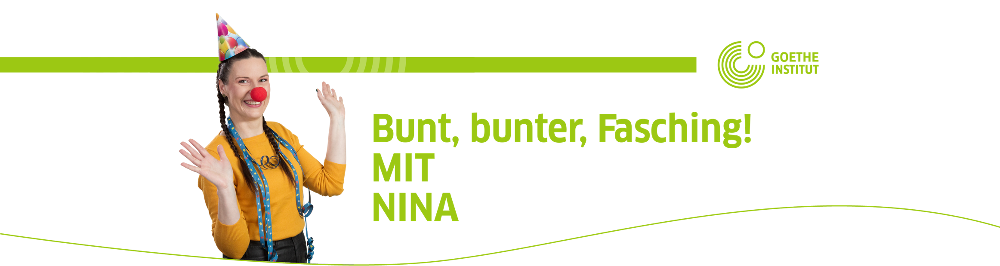 GOETHE
INSTITUT
Bunt, bunter, Fasching!
MIT
NINA